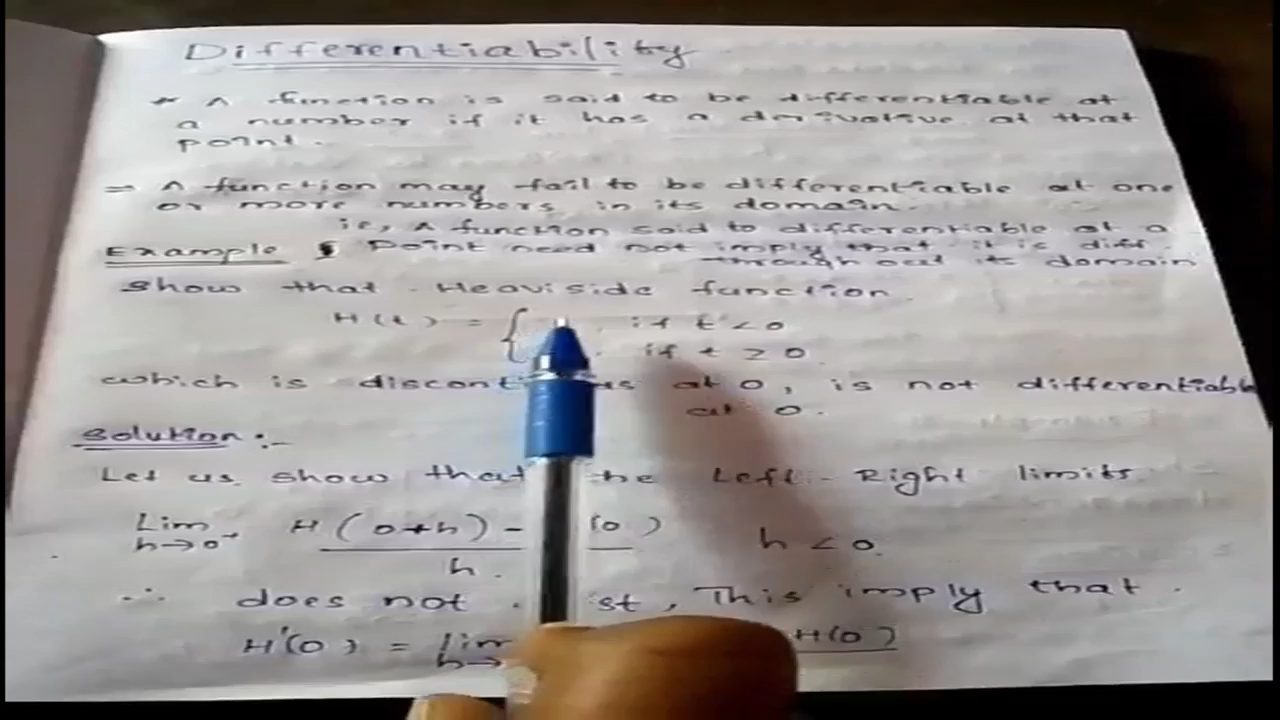 Differentiability
* A function is said to be differentiable at
a number if it has a derivative at that
point.
⇒ A function may fail to be differentiable at one
or more numbers in its domain.
ie, A function said to differentiable at a
Example Point need not imply that it is diff
through out its domain
Show that Heaviside function
H(t) = { , if t < 0
, if t ≥ 0
which is at 0, is not differentiable
at 0.
Solution :-
Let us show that Left - Right limits
Lim H(0+h) - (0)
h→0⁺ h. h < 0
∴ does not , This imply that
H'(0) = lim H(0)
h→